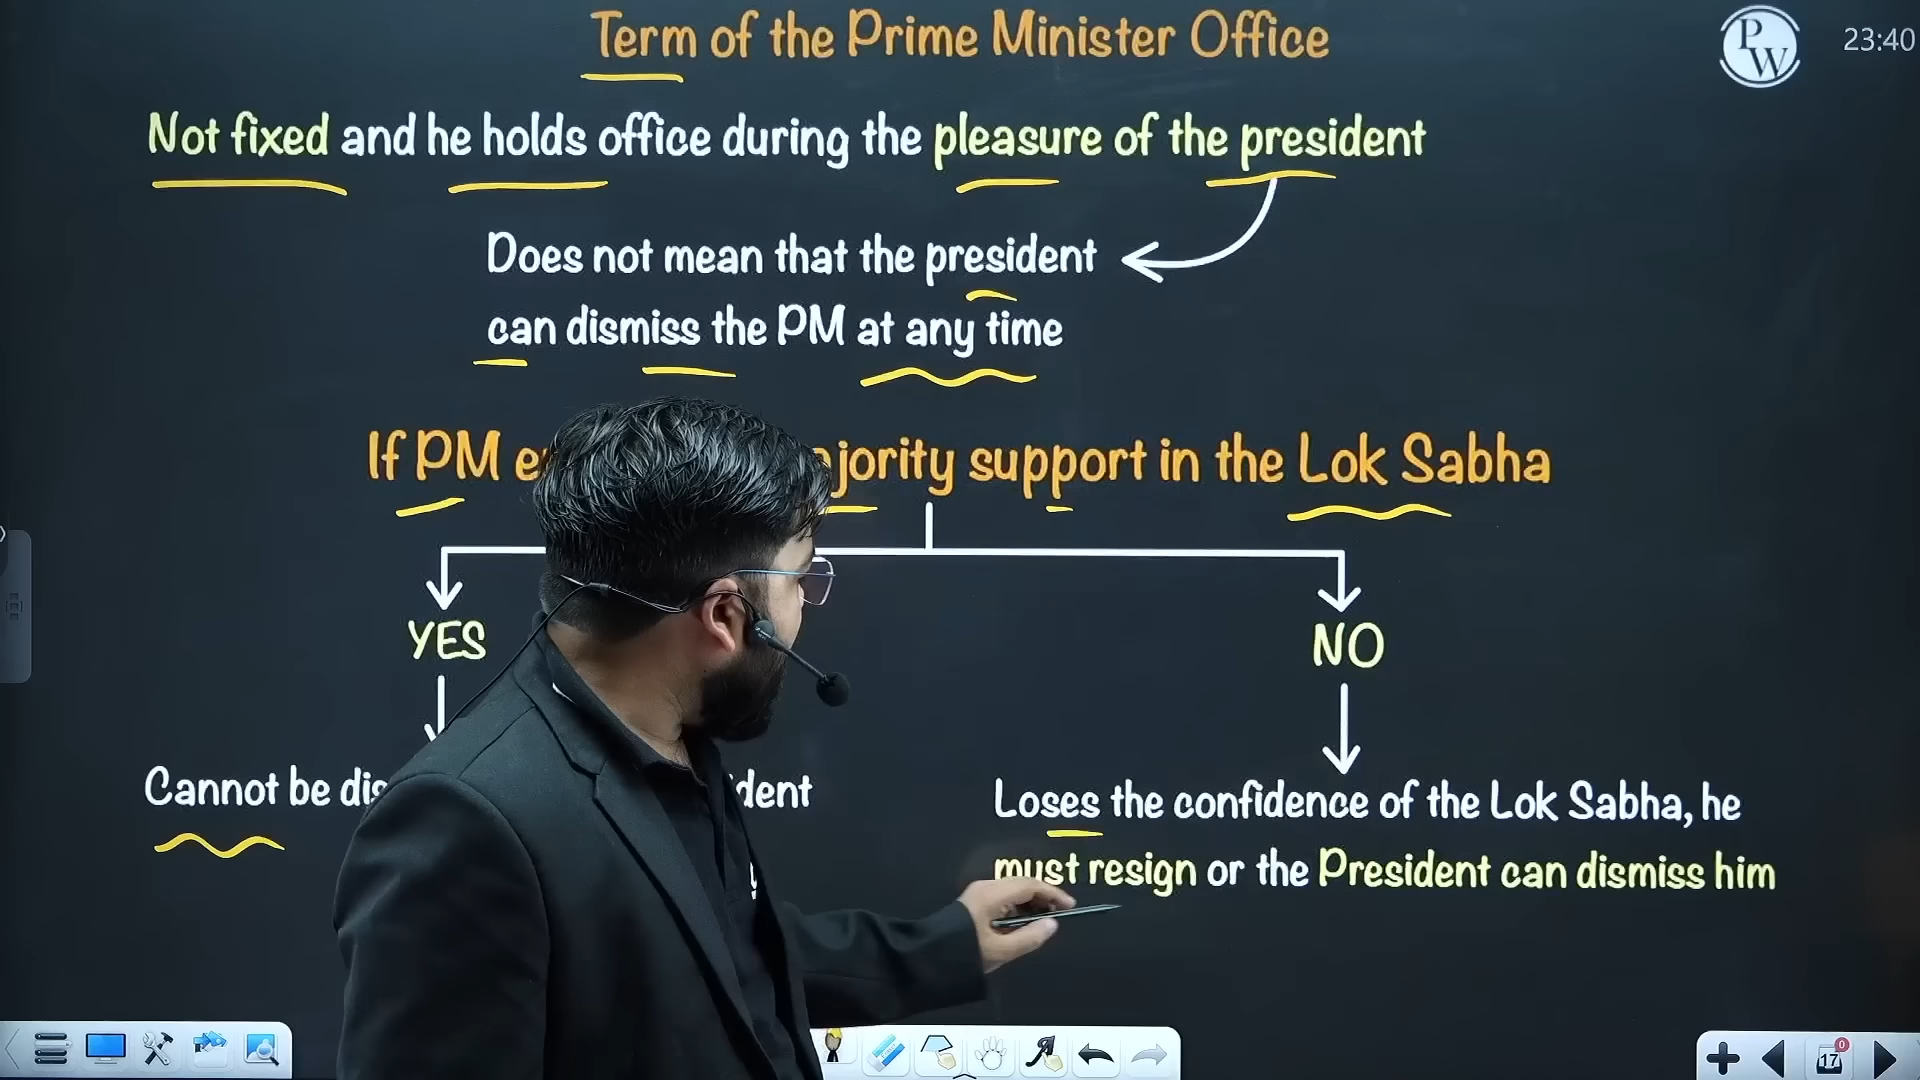 Term of the Prime Minister Office
PW
23:40
Not fixed and he holds office during the pleasure of the president
Does not mean that the president
can dismiss the PM at any time
If PM support in the Lok Sabha
YES
NO
Cannot be
Loses the confidence of the Lok Sabha, he
must resign or the President can dismiss him
17
0